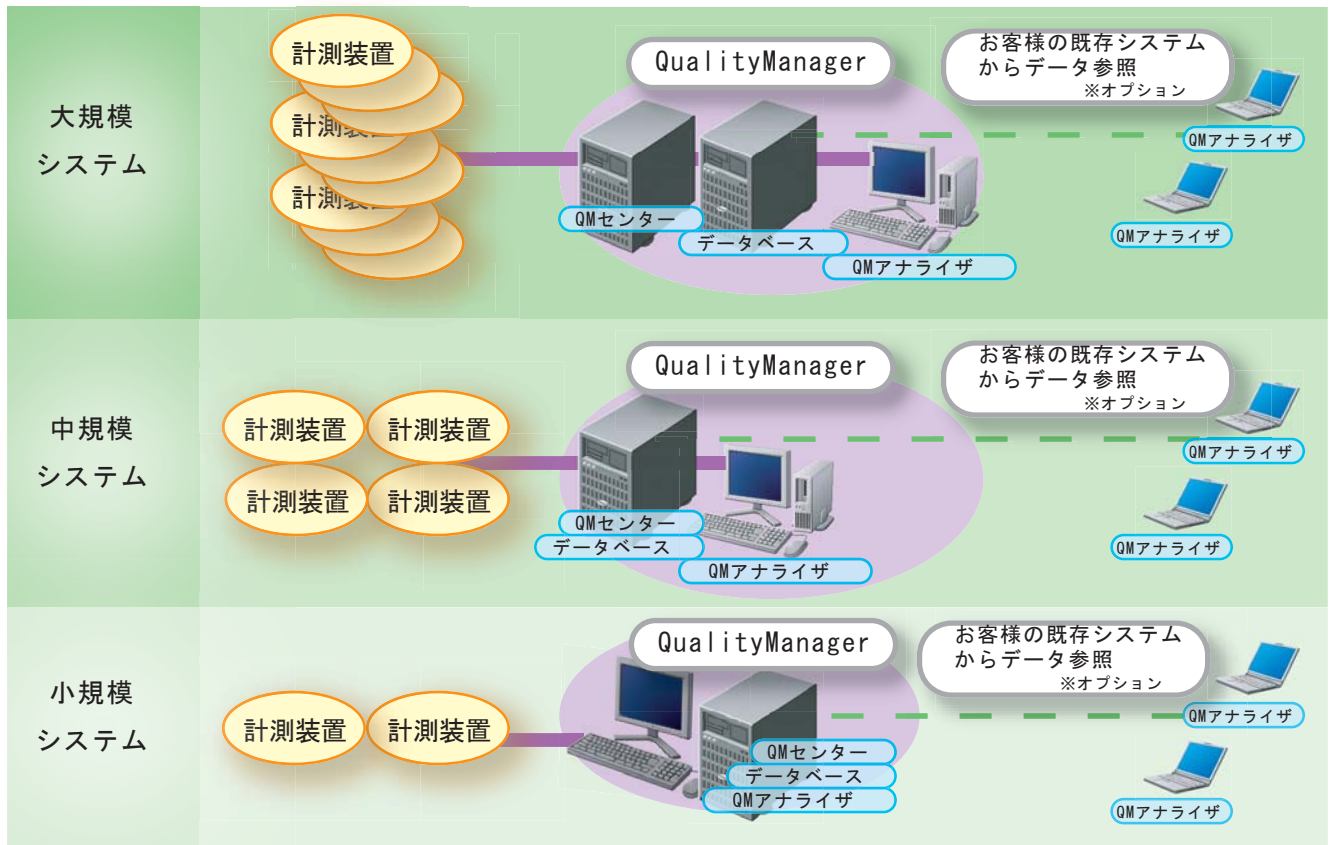 大規模
システム
計測装置
計測装置
計測装置
QualityManager
QMセンター
データベース
QMアナライザ
お客様の既存システム
からデータ参照
※オプション
QMアナライザ
QMアナライザ
中規模
システム
計測装置
計測装置
計測装置
計測装置
QualityManager
QMセンター
データベース
QMアナライザ
お客様の既存システム
からデータ参照
※オプション
QMアナライザ
QMアナライザ
小規模
システム
計測装置
計測装置
QualityManager
QMセンター
データベース
QMアナライザ
お客様の既存システム
からデータ参照
※オプション
QMアナライザ
QMアナライザ